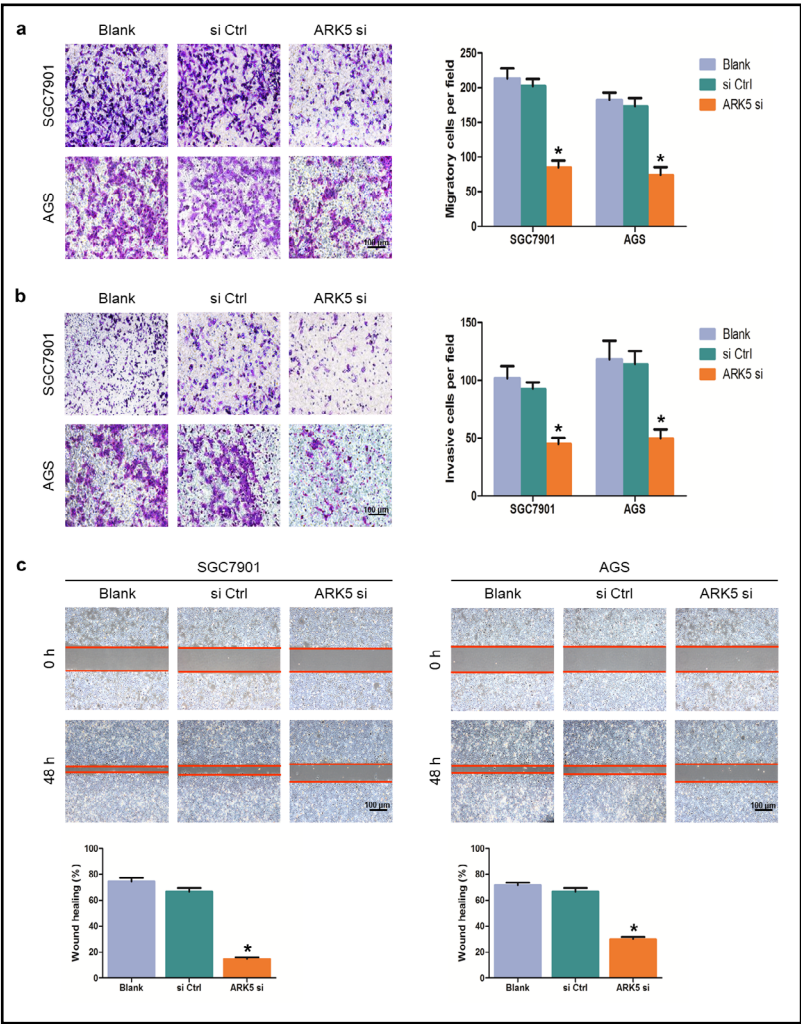 a
Blank si Ctrl ARK5 si
SGC7901
AGS
100 μm
Migratory cells per field
250
200
150
100
50
0
SGC7901 AGS
Blank
si Ctrl
ARK5 si
*
*
b
Blank si Ctrl ARK5 si
SGC7901
AGS
100 μm
Invasive cells per field
150
100
50
0
SGC7901 AGS
Blank
si Ctrl
ARK5 si
*
*
c
SGC7901
Blank si Ctrl ARK5 si
0 h
48 h
100 μm
AGS
Blank si Ctrl ARK5 si
0 h
48 h
100 μm
Wound healing (%)
100
80
60
40
20
0
*
Blank si Ctrl ARK5 si
Wound healing (%)
100
80
60
40
20
0
*
Blank si Ctrl ARK5 si